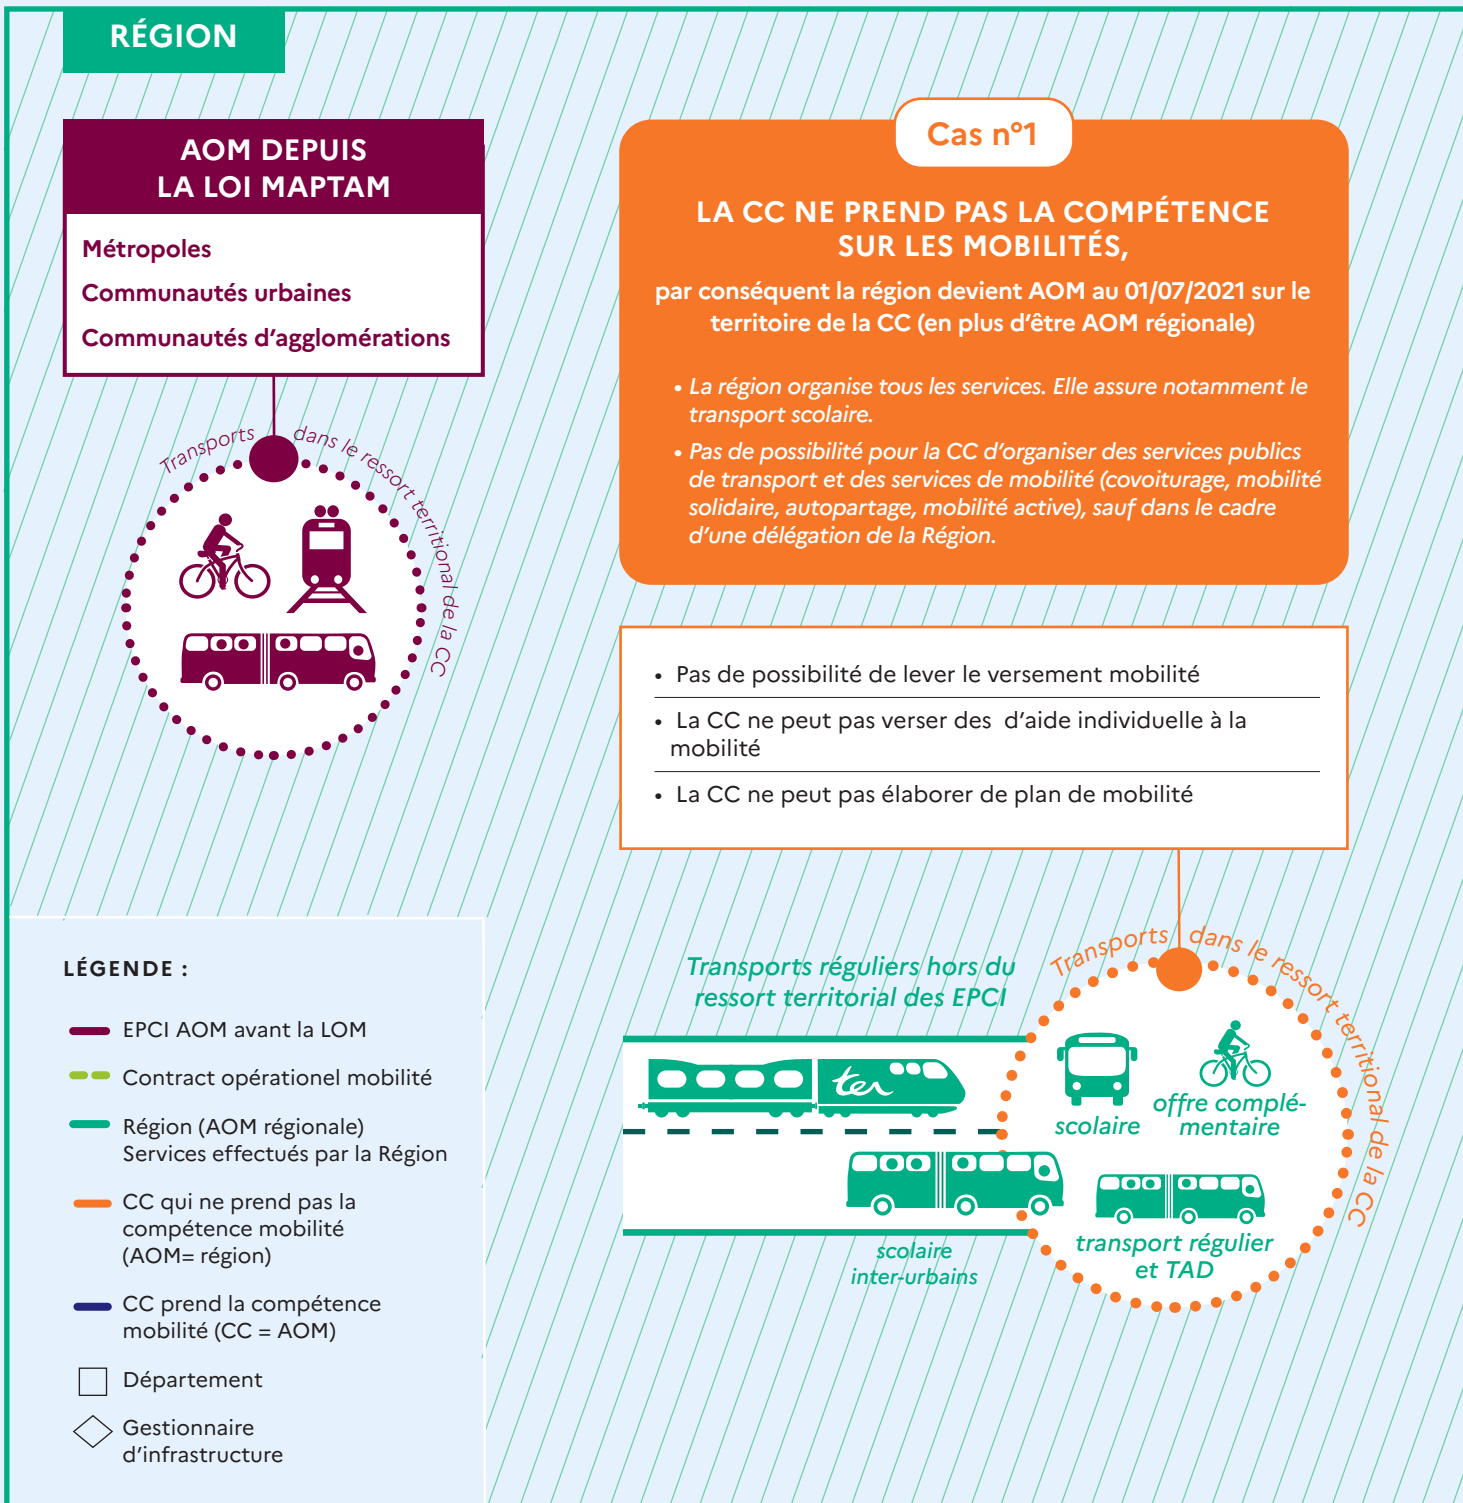 RÉGION
AOM DEPUIS
LA LOI MAPTAM
Métropoles
Communautés urbaines
Communautés d'agglomérations
Transports dans le ressort territional de la CC
Cas n°1
LA CC NE PREND PAS LA COMPÉTENCE
SUR LES MOBILITÉS,
par conséquent la région devient AOM au 01/07/2021 sur le
territoire de la CC (en plus d'être AOM régionale)
• La région organise tous les services. Elle assure notamment le
transport scolaire.
• Pas de possibilité pour la CC d'organiser des services publics
de transport et des services de mobilité (covoiturage, mobilité
solidaire, autopartage, mobilité active), sauf dans le cadre
d'une délégation de la Région.
• Pas de possibilité de lever le versement mobilité
• La CC ne peut pas verser des d'aide individuelle à la
mobilité
• La CC ne peut pas élaborer de plan de mobilité
Transports réguliers hors du
ressort territorial des EPCI
Transports dans le ressort territional de la CC
ter
scolaire
offre complé-
mentaire
scolaire
inter-urbains
transport régulier
et TAD
LÉGENDE :
EPCI AOM avant la LOM
Contract opérationel mobilité
Région (AOM régionale)
Services effectués par la Région
CC qui ne prend pas la
compétence mobilité
(AOM= région)
CC prend la compétence
mobilité (CC = AOM)
Département
Gestionnaire
d'infrastructure